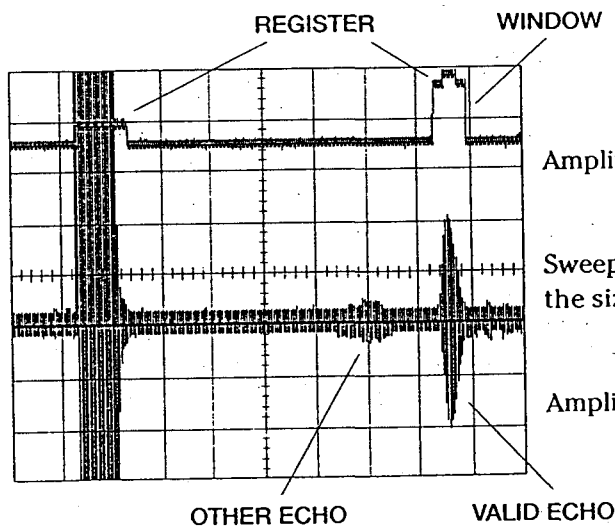 REGISTER
WINDOW
Ampli
Sweep
the siz
Ampli
OTHER ECHO
VALID ECHO